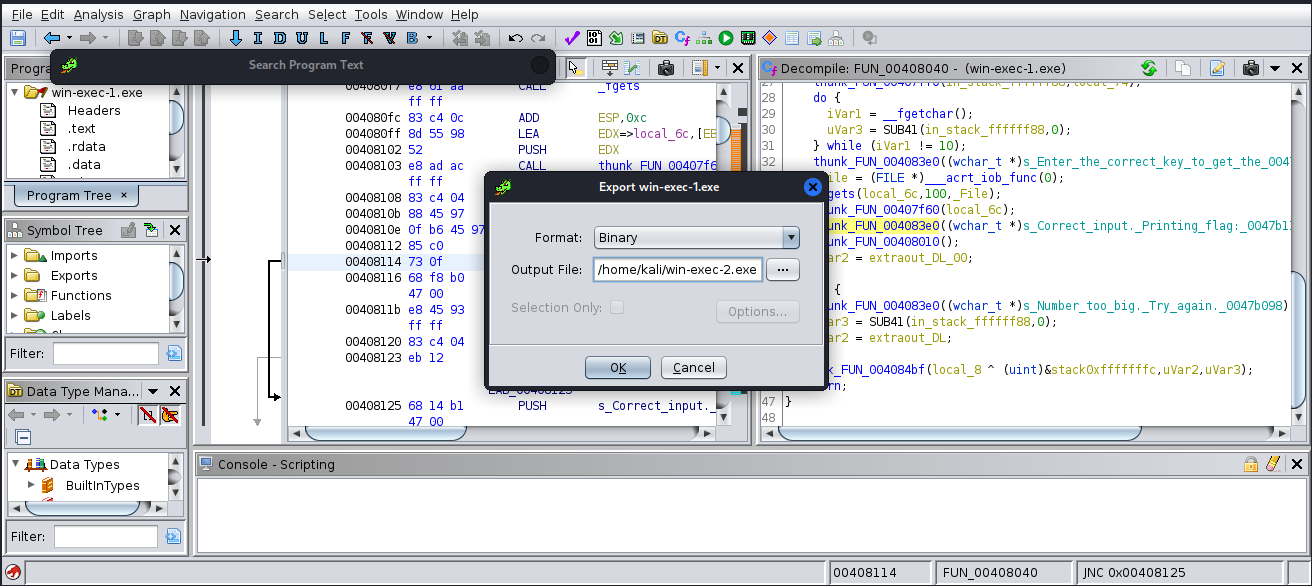 File Edit Analysis Graph Navigation Search Select Tools Window Help
I D U L F B
Progra
Search Program Text
Decompile: FUN_00408040 - (win-exec-1.exe)
win-exec-1.exe
Headers
.text
.rdata
.data
Program Tree ×
Symbol Tree
Imports
Exports
Functions
Labels
Filter:
Data Type Mana...
Data Types
BuiltInTypes
Filter:
004080f7 e8 61 aa CALL _fgets
ff ff
004080fc 83 c4 0c ADD ESP,0xc
004080ff 8d 55 98 LEA EDX=>local_6c,[EB
00408102 52 PUSH EDX
00408103 e8 ad ac CALL thunk_FUN_00407f6
ff ff
00408108 83 c4 04
0040810b 88 45 97
0040810e 0f b6 45 97
00408112 85 c0
00408114 73 0f
00408116 68 f8 b0
47 00
0040811b e8 45 93
ff ff
00408120 83 c4 04
00408123 eb 12
00408125 68 14 b1 PUSH s_Correct_input._
47 00
Export win-exec-1.exe
Format: Binary
Output File: /home/kali/win-exec-2.exe ...
Selection Only: Options...
OK Cancel
28 do {
29 iVar1 = __fgetchar();
30 uVar3 = SUB41(in_stack_ffffff88,0);
31 } while (iVar1 != 10);
32 thunk_FUN_004083e0((wchar_t *)s_Enter_the_correct_key_to_get_the_0047
ile = (FILE *)___acrt_iob_func(0);
gets(local_6c,100,_File);
unk_FUN_00407f60(local_6c);
unk_FUN_004083e0((wchar_t *)s_Correct_input._Printing_flag:_0047b11
unk_FUN_00408010();
ar2 = extraout_DL_00;
{
unk_FUN_004083e0((wchar_t *)s_Number_too_big._Try_again._0047b098)
ar3 = SUB41(in_stack_ffffff88,0);
ar2 = extraout_DL;
k_FUN_004084bf(local_8 ^ (uint)&stack0xfffffffc,uVar2,uVar3);
rn;
47 }
48
Console - Scripting
00408114 FUN_00408040 JNC 0x00408125